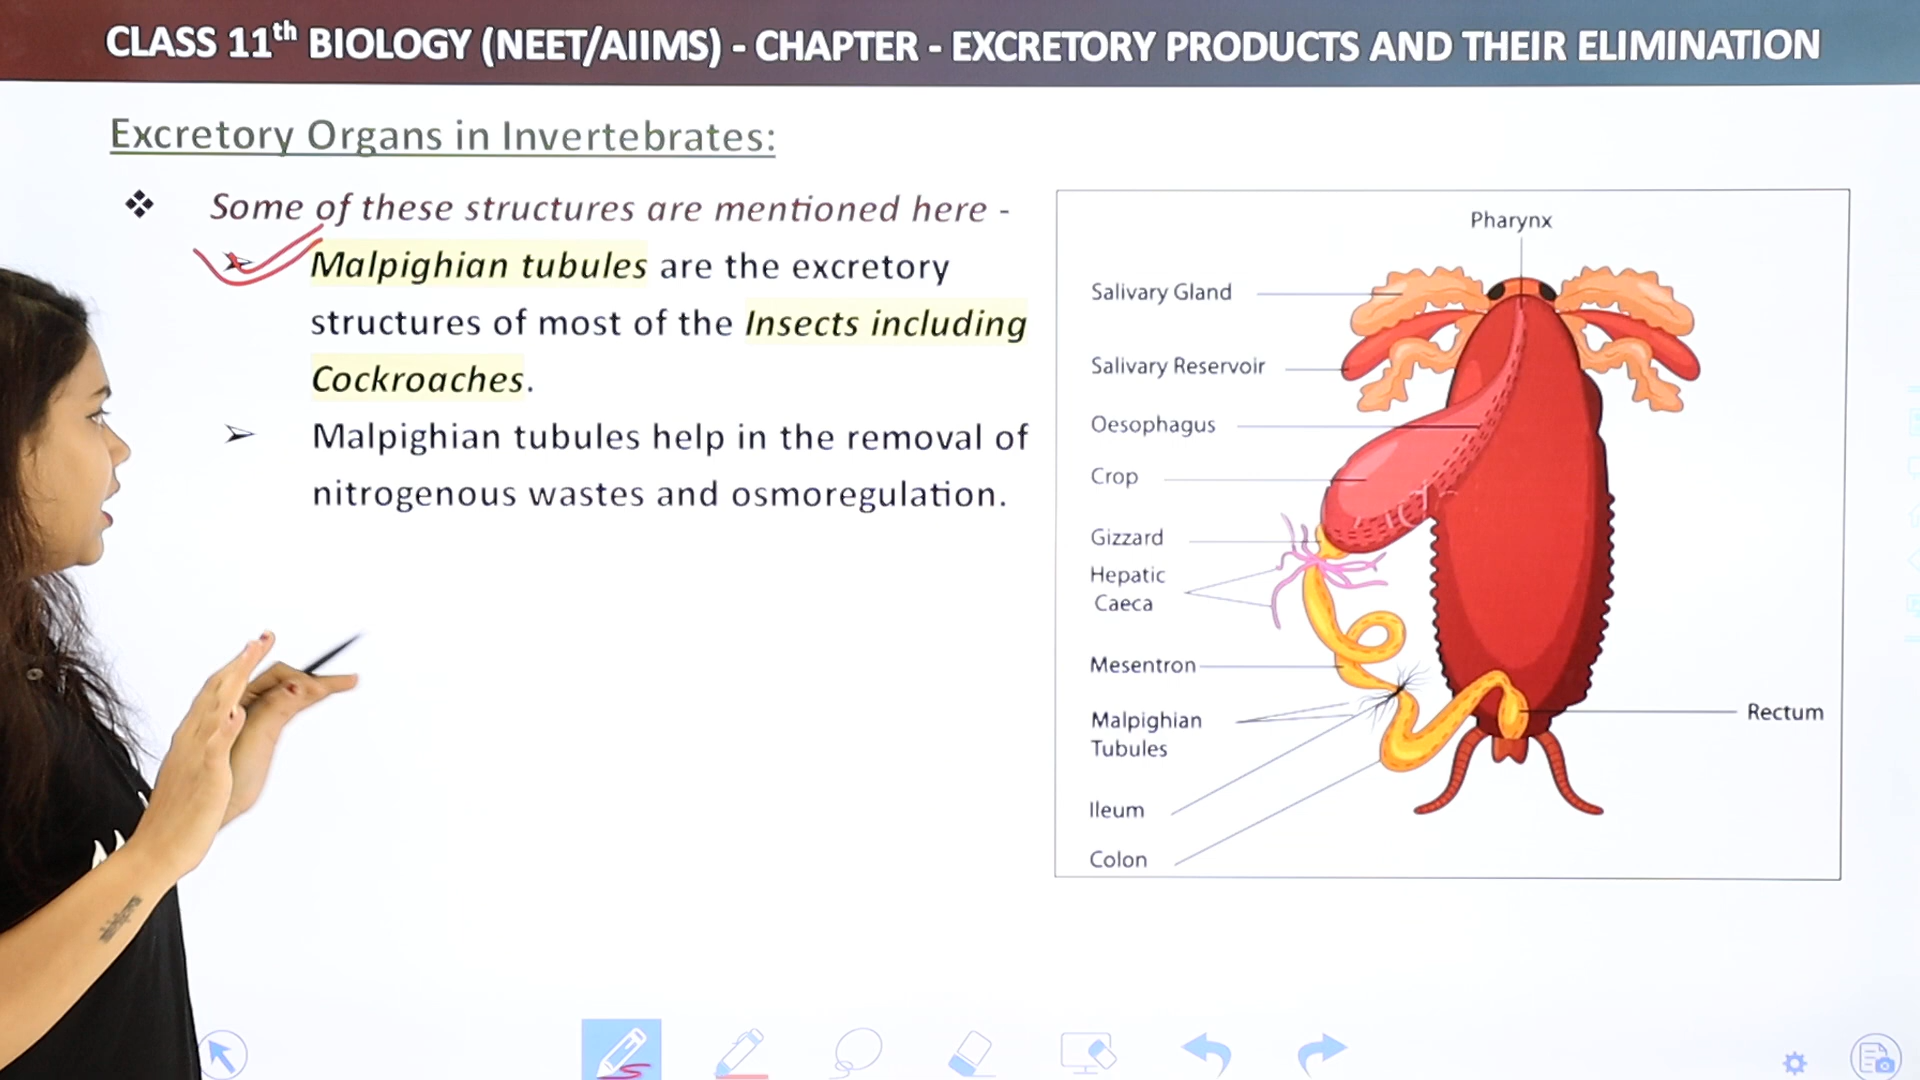 CLASS 11th BIOLOGY (NEET/AIIMS) - CHAPTER - EXCRETORY PRODUCTS AND THEIR ELIMINATION
Excretory Organs in Invertebrates:
❖ Some of these structures are mentioned here -
➢ Malpighian tubules are the excretory
structures of most of the Insects including
Cockroaches.
➢ Malpighian tubules help in the removal of
nitrogenous wastes and osmoregulation.
Pharynx
Salivary Gland
Salivary Reservoir
Oesophagus
Crop
Gizzard
Hepatic
Caeca
Mesentron
Malpighian
Tubules
Rectum
Ileum
Colon